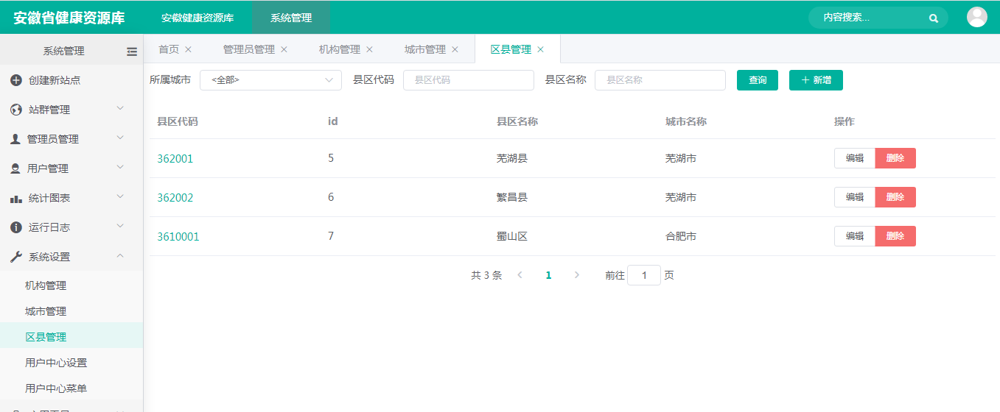 安徽省健康资源库 安徽健康资源库 系统管理 内容搜索...
系统管理
首页 管理员管理 机构管理 城市管理 区县管理
创建新站点
站群管理
管理员管理
用户管理
统计图表
运行日志
系统设置
机构管理
城市管理
区县管理
用户中心设置
用户中心菜单
所属城市 <全部> 县区代码 县区代码 县区名称 县区名称 查询 + 新增
县区代码 id 县区名称 城市名称 操作
362001 5 芜湖县 芜湖市 编辑 删除
362002 6 繁昌县 芜湖市 编辑 删除
3610001 7 蜀山区 合肥市 编辑 删除
共 3 条 1 前往 1 页